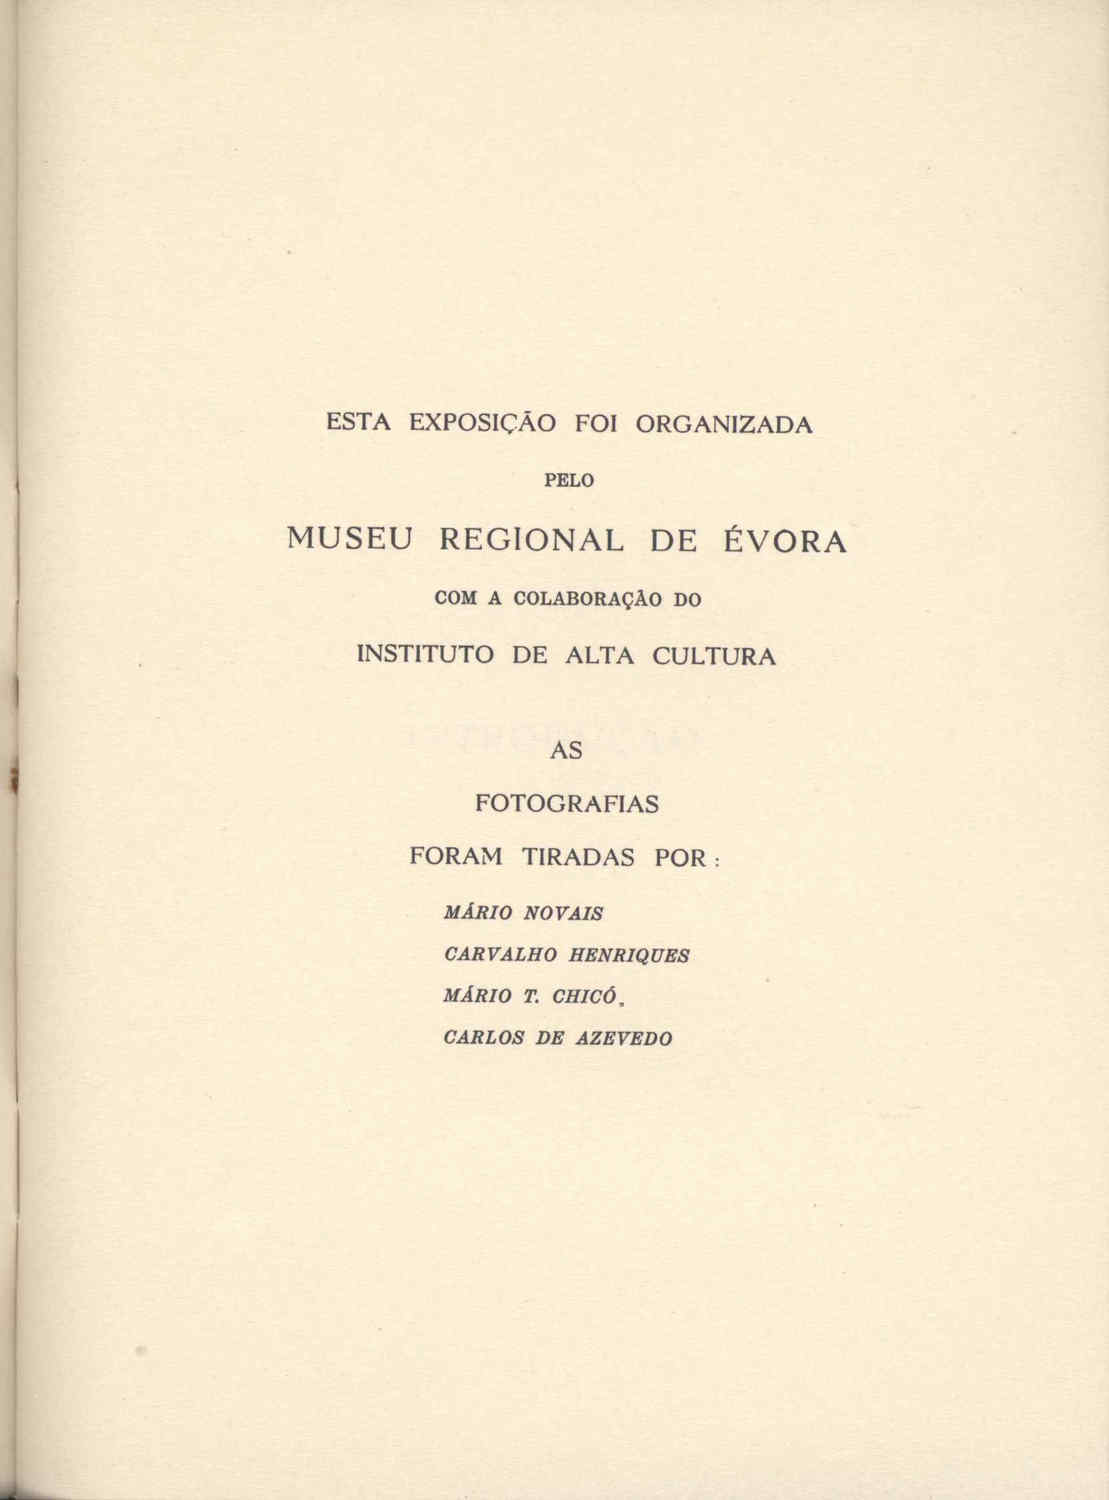 ESTA EXPOSIÇÃO FOI ORGANIZADA
PELO
MUSEU REGIONAL DE ÉVORA
COM A COLABORAÇÃO DO
INSTITUTO DE ALTA CULTURA
AS
FOTOGRAFIAS
FORAM TIRADAS POR :
MÁRIO NOVAIS
CARVALHO HENRIQUES
MÁRIO T. CHICÓ
CARLOS DE AZEVEDO